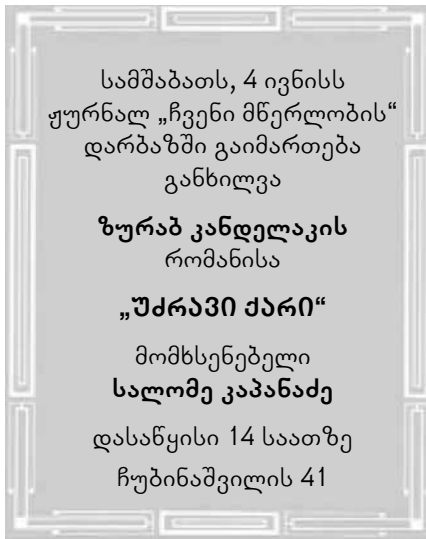 სამშაბათს, 4 ივნისს
ჟურნალ „ჩვენი მწერლობის“
დარბაზში გაიმართება
განხილვა
ზურაბ კანდელაკის
რომანისა
„უძრავი ქარი“
მომხსენებელი
სალომე კაპანაძე
დასაწყისი 14 საათზე
ჩუბინაშვილის 41